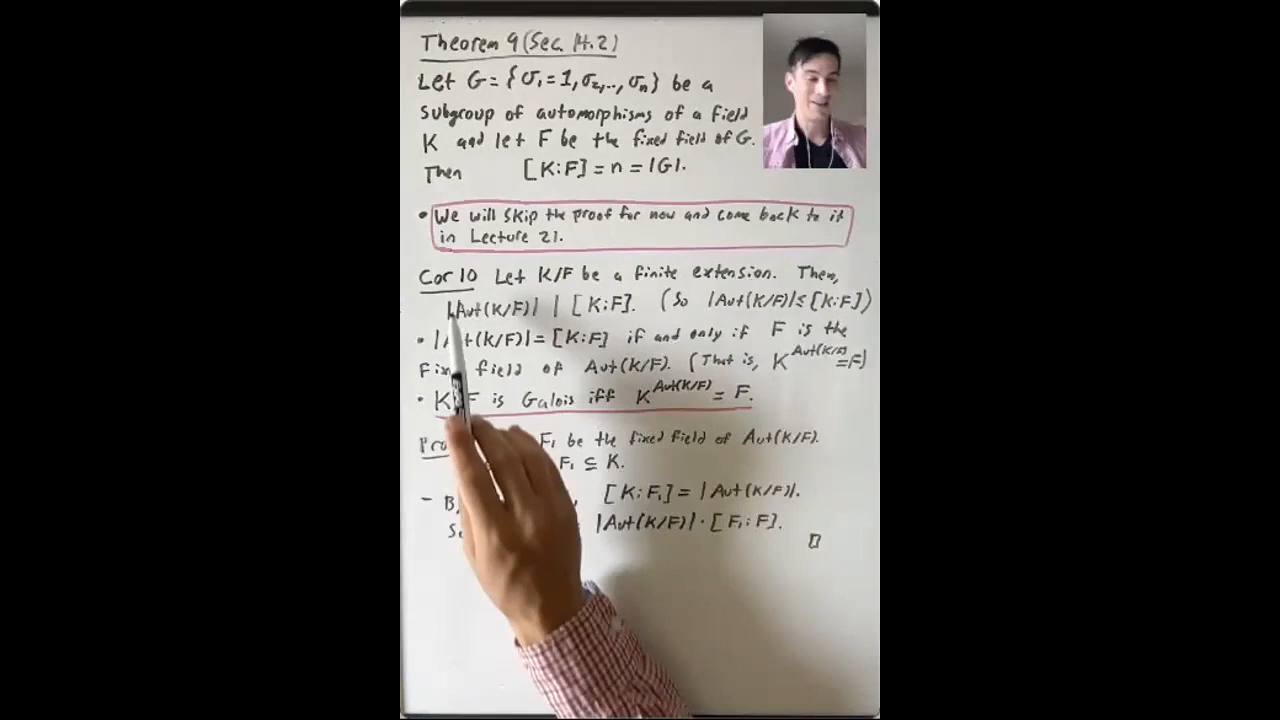 Theorem 9 (Sec. 14.2)
Let G = {σ₁ = 1, σ₂, .., σₙ} be a
subgroup of automorphisms of a field
K and let F be the fixed field of G.
Then [K:F] = n = |G|.
• We will skip the proof for now and come back to it
in Lecture 21.
Cor 10 Let K/F be a finite extension. Then,
|Aut(K/F)| | [K:F]. (So |Aut(K/F)| ≤ [K:F])
• |Aut(K/F)| = [K:F] if and only if F is the
field of Aut(K/F). (That is, K^Aut(K/F) = F)
• K F is Galois iff K^Aut(K/F) = F.
F₁ be the fixed field of Aut(K/F).
F₁ ⊆ K.
- [K:F₁] = |Aut(K/F)|.
|Aut(K/F)| · [F₁:F].